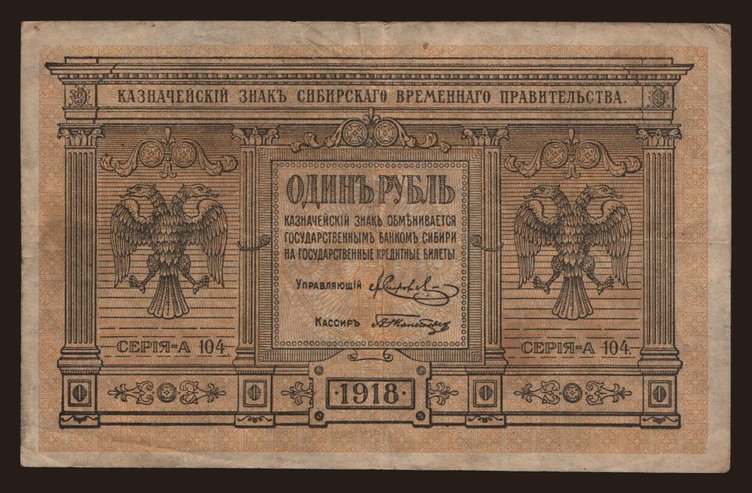 КАЗНАЧЕЙСКІЙ ЗНАКЪ СИБИРСКАГО ВРЕМЕННАГО ПРАВИТЕЛЬСТВА.
ОДИНЪ РУБЛЬ
КАЗНАЧЕЙСКІЙ ЗНАКЪ ОБМѢНИВАЕТСЯ
ГОСУДАРСТВЕННЫМЪ БАНКОМЪ СИБИРИ
НА ГОСУДАРСТВЕННЫЕ КРЕДИТНЫЕ БИЛЕТЫ
УПРАВЛЯЮЩІЙ
КАССИРЪ
СЕРІЯ=А 104.
СЕРІЯ=А 104.
·1918·